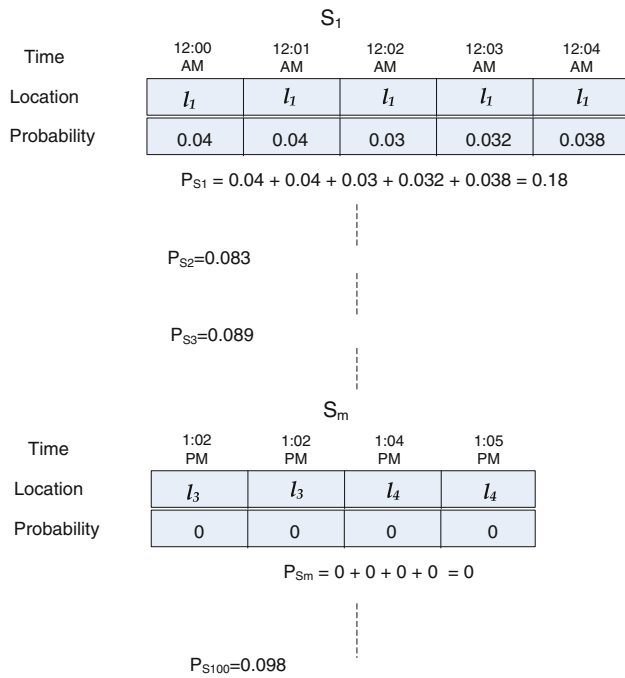 S1
Time 12:00 AM 12:01 AM 12:02 AM 12:03 AM 12:04 AM
Location l1 l1 l1 l1 l1
Probability 0.04 0.04 0.03 0.032 0.038
PS1 = 0.04 + 0.04 + 0.03 + 0.032 + 0.038 = 0.18
PS2=0.083
PS3=0.089
Sm
Time 1:02 PM 1:02 PM 1:04 PM 1:05 PM
Location l3 l3 l4 l4
Probability 0 0 0 0
PSm = 0 + 0 + 0 + 0 = 0
PS100=0.098